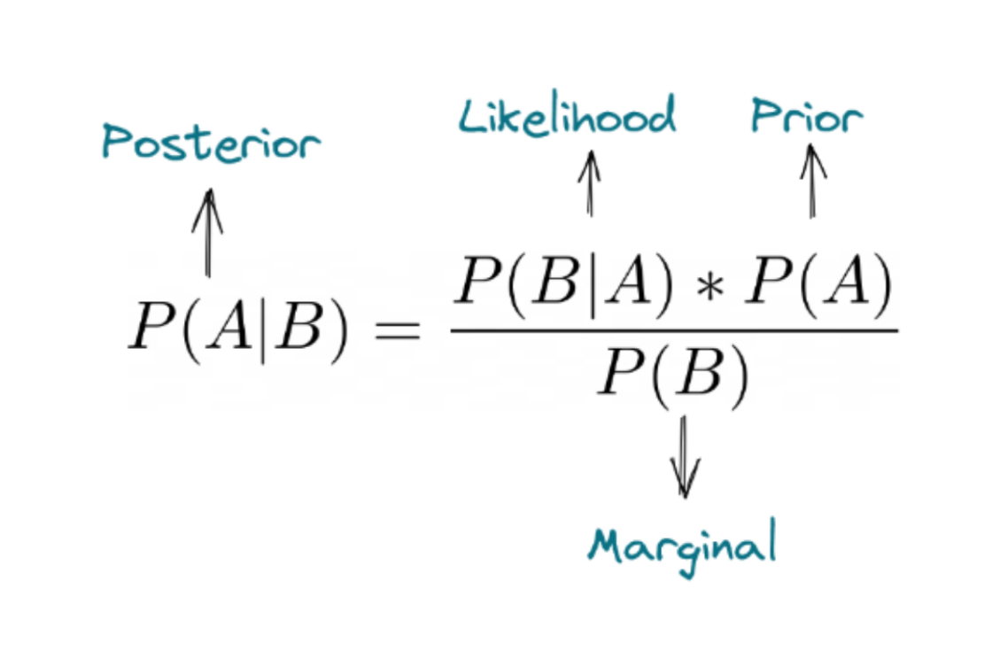 Posterior
Likelihood Prior
P(A|B) = P(B|A) * P(A)
P(B)
Marginal